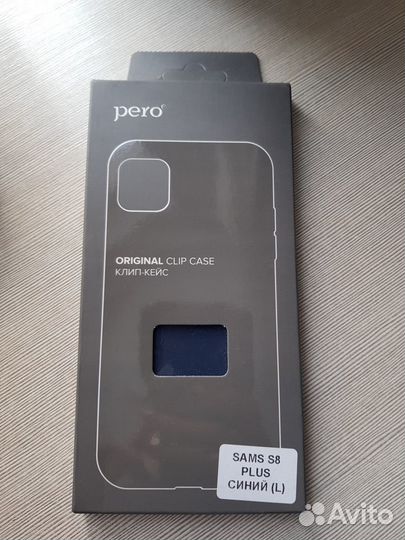 pero
ORIGINAL CLIP CASE
КЛИП-КЕЙС
SAMS S8
PLUS
СИНИЙ (L)
Avito